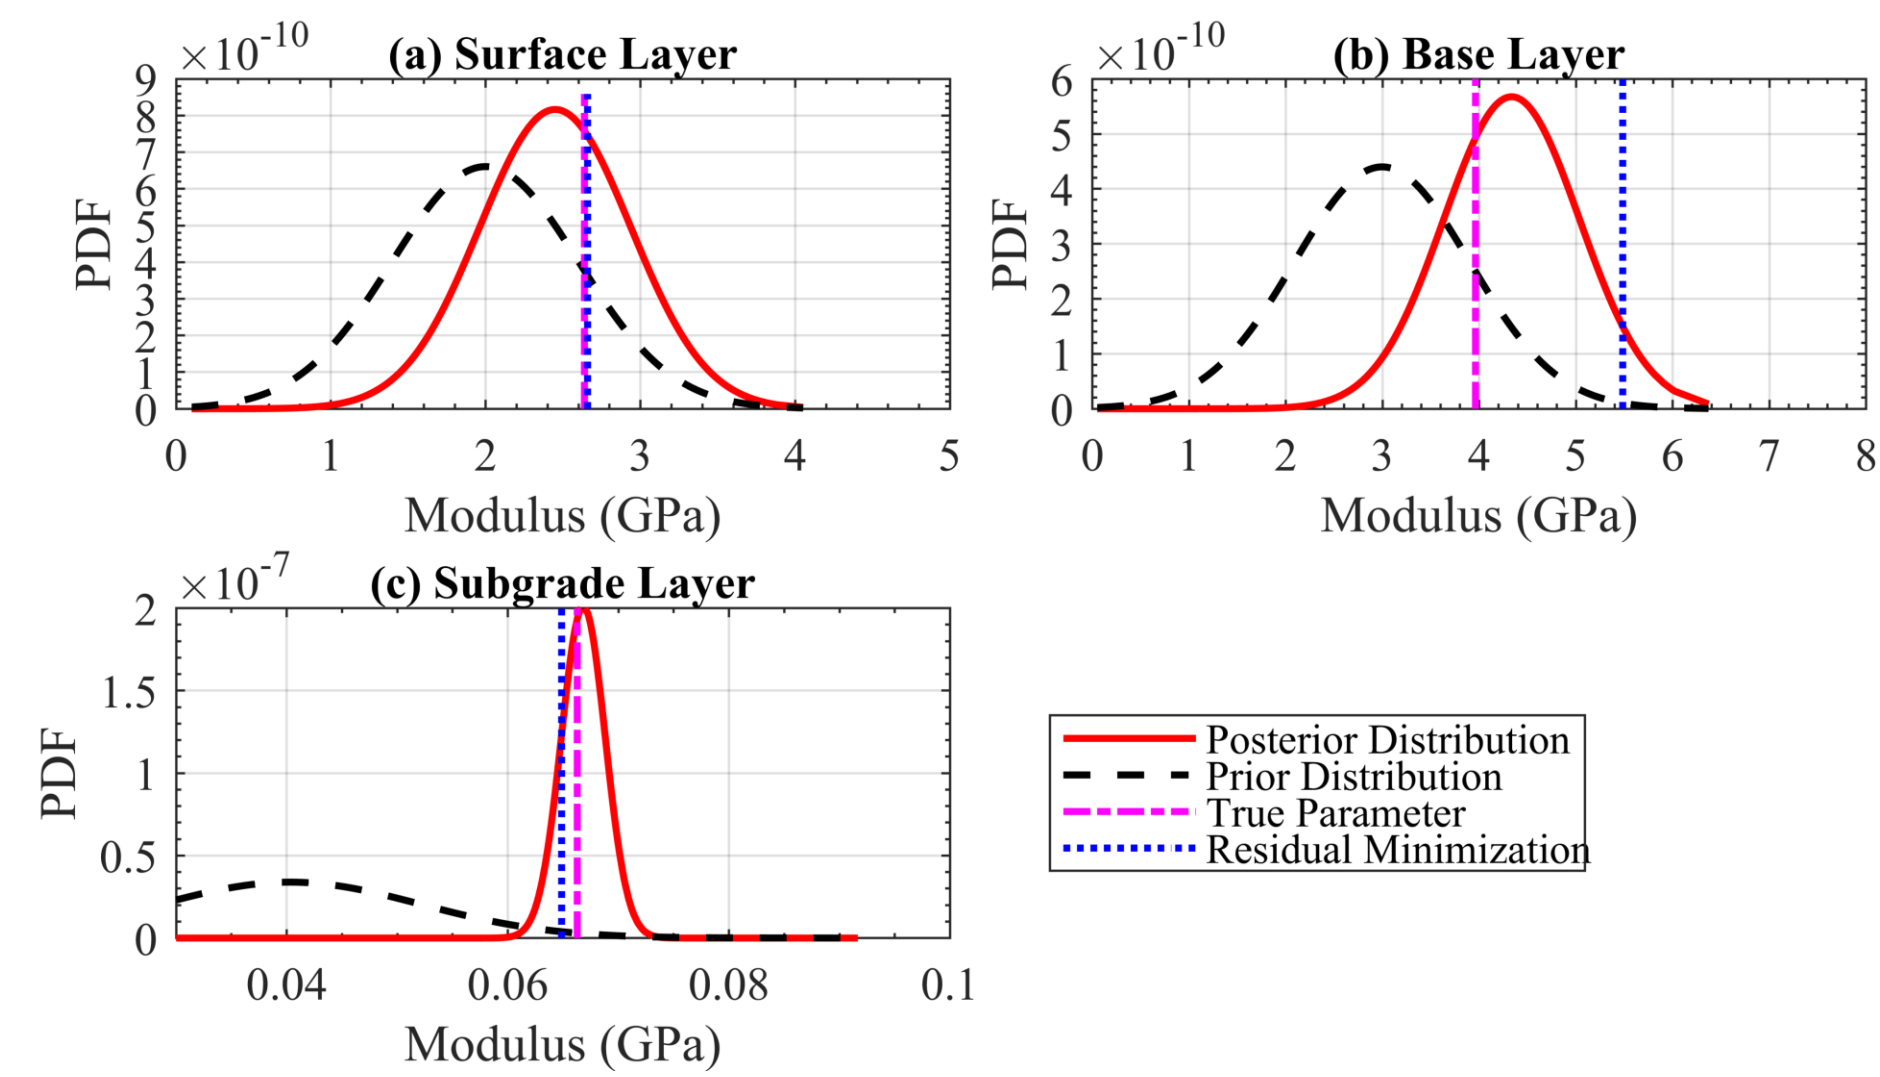 ×10-10
(a) Surface Layer
9
8
7
6
5
4
3
2
1
0
PDF
0 1 2 3 4 5
Modulus (GPa)
×10-10
(b) Base Layer
6
5
4
3
2
1
0
PDF
0 1 2 3 4 5 6 7 8
Modulus (GPa)
×10-7
(c) Subgrade Layer
2
1.5
1
0.5
0
PDF
0.04 0.06 0.08 0.1
Modulus (GPa)
Posterior Distribution
Prior Distribution
True Parameter
Residual Minimization